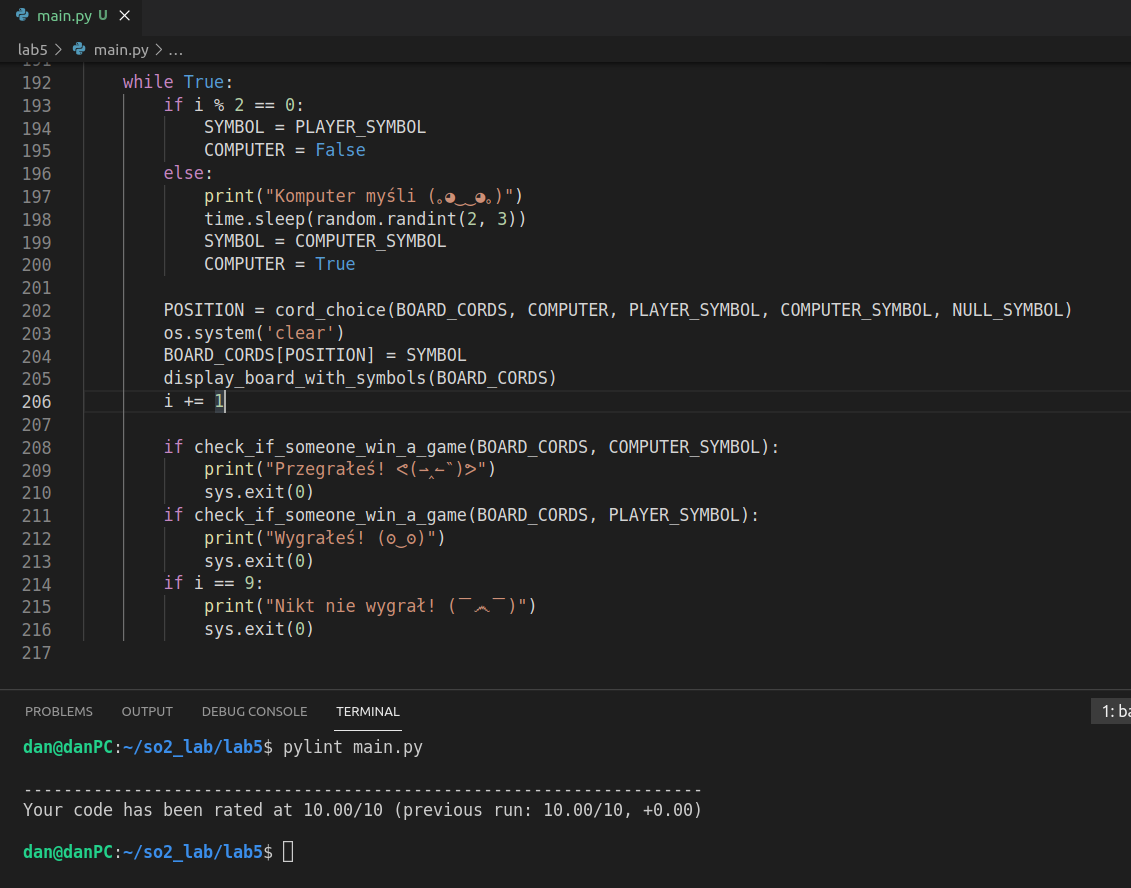 main.py U ×
lab5 > main.py > ...
191
192 while True:
193 if i % 2 == 0:
194 SYMBOL = PLAYER_SYMBOL
195 COMPUTER = False
196 else:
197 print("Komputer myśli (｡◕‿‿◕｡)")
198 time.sleep(random.randint(2, 3))
199 SYMBOL = COMPUTER_SYMBOL
200 COMPUTER = True
201
202 POSITION = cord_choice(BOARD_CORDS, COMPUTER, PLAYER_SYMBOL, COMPUTER_SYMBOL, NULL_SYMBOL)
203 os.system('clear')
204 BOARD_CORDS[POSITION] = SYMBOL
205 display_board_with_symbols(BOARD_CORDS)
206 i += 1
207
208 if check_if_someone_win_a_game(BOARD_CORDS, COMPUTER_SYMBOL):
209 print("Przegrałeś! ᕙ(⇀‸↼‶)ᕗ")
210 sys.exit(0)
211 if check_if_someone_win_a_game(BOARD_CORDS, PLAYER_SYMBOL):
212 print("Wygrałeś! (ʘ‿ʘ)")
213 sys.exit(0)
214 if i == 9:
215 print("Nikt nie wygrał! (￣෴￣)")
216 sys.exit(0)
217
PROBLEMS OUTPUT DEBUG CONSOLE TERMINAL 1: ba
dan@danPC:~/so2_lab/lab5$ pylint main.py
--------------------------------------------------------------------
Your code has been rated at 10.00/10 (previous run: 10.00/10, +0.00)
dan@danPC:~/so2_lab/lab5$